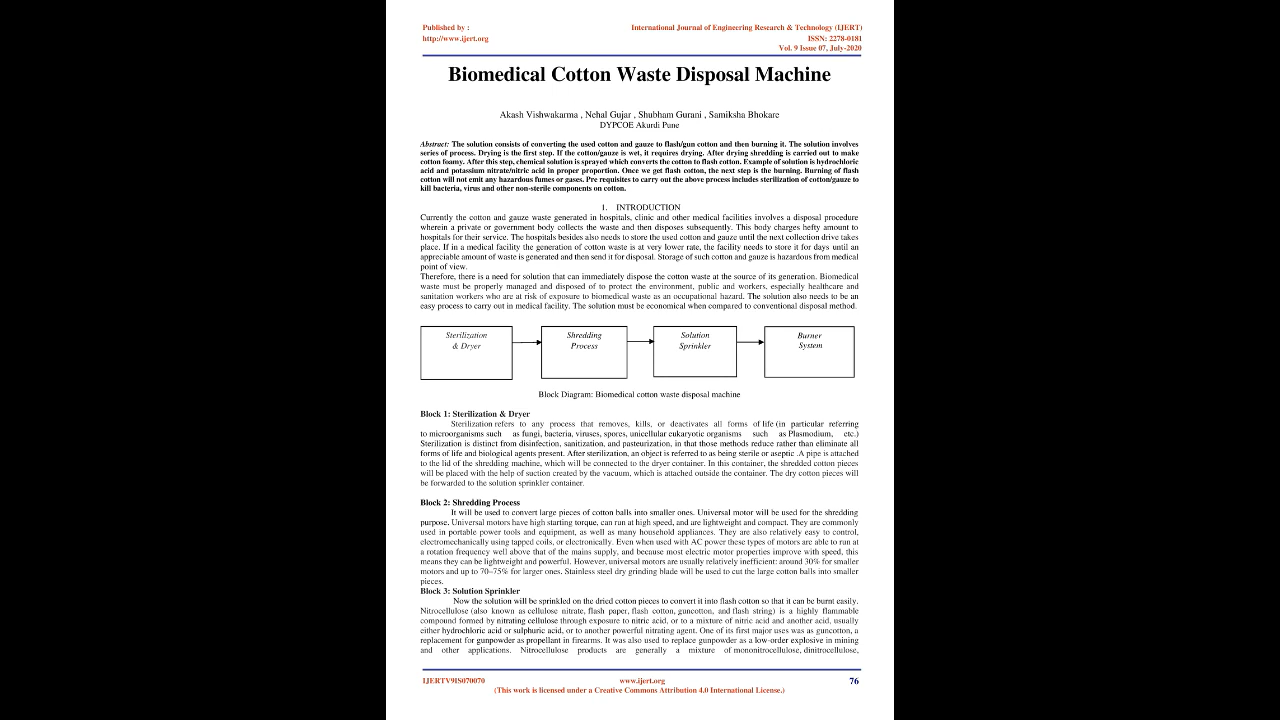 Published by :
http://www.ijert.org
International Journal of Engineering Research & Technology (IJERT)
ISSN: 2278-0181
Vol. 9 Issue 07, July-2020
Biomedical Cotton Waste Disposal Machine
Akash Vishwakarma , Nehal Gujar , Shubham Gurani , Samiksha Bhokare
DYPCOE Akurdi Pune
Abstract: The solution consists of converting the used cotton and gauze to flash/gun cotton and then burning it. The solution involves
series of process. Drying is the first step. If the cotton/gauze is wet, it requires drying. After drying shredding is carried out to make
cotton foamy. After this step, chemical solution is sprayed which converts the cotton to flash cotton. Example of solution is hydrochloric
acid and potassium nitrate/nitric acid in proper proportion. Once we get flash cotton, the next step is the burning. Burning of flash
cotton will not emit any hazardous fumes or gases. Pre requisites to carry out the above process includes sterilization of cotton/gauze to
kill bacteria, virus and other non-sterile components on cotton.
1. INTRODUCTION
Currently the cotton and gauze waste generated in hospitals, clinic and other medical facilities involves a disposal procedure
wherein a private or government body collects the waste and then disposes subsequently. This body charges hefty amount to
hospitals for their service. The hospitals besides also needs to store the used cotton and gauze until the next collection drive takes
place. If in a medical facility the generation of cotton waste is at very lower rate, the facility needs to store it for days until an
appreciable amount of waste is generated and then send it for disposal. Storage of such cotton and gauze is hazardous from medical
point of view.
Therefore, there is a need for solution that can immediately dispose the cotton waste at the source of its generation. Biomedical
waste must be properly managed and disposed of to protect the environment, public and workers, especially healthcare and
sanitation workers who are at risk of exposure to biomedical waste as an occupational hazard. The solution also needs to be an
easy process to carry out in medical facility. The solution must be economical when compared to conventional disposal method.
Sterilization
& Dryer
Shredding
Process
Solution
Sprinkler
Burner
System
Block Diagram: Biomedical cotton waste disposal machine
Block 1: Sterilization & Dryer
Sterilization refers to any process that removes, kills, or deactivates all forms of life (in particular referring
to microorganisms such as fungi, bacteria, viruses, spores, unicellular eukaryotic organisms such as Plasmodium, etc.)
Sterilization is distinct from disinfection, sanitization, and pasteurization, in that those methods reduce rather than eliminate all
forms of life and biological agents present. After sterilization, an object is referred to as being sterile or aseptic .A pipe is attached
to the lid of the shredding machine, which will be connected to the dryer container. In this container, the shredded cotton pieces
will be placed with the help of suction created by the vacuum, which is attached outside the container. The dry cotton pieces will
be forwarded to the solution sprinkler container.
Block 2: Shredding Process
It will be used to convert large pieces of cotton balls into smaller ones. Universal motor will be used for the shredding
purpose. Universal motors have high starting torque, can run at high speed, and are lightweight and compact. They are commonly
used in portable power tools and equipment, as well as many household appliances. They are also relatively easy to control,
electromechanically using tapped coils, or electronically. Even when used with AC power these types of motors are able to run at
a rotation frequency well above that of the mains supply, and because most electric motor properties improve with speed, this
means they can be lightweight and powerful. However, universal motors are usually relatively inefficient: around 30% for smaller
motors and up to 70–75% for larger ones. Stainless steel dry grinding blade will be used to cut the large cotton balls into smaller
pieces.
Block 3: Solution Sprinkler
Now the solution will be sprinkled on the dried cotton pieces to convert it into flash cotton so that it can be burnt easily.
Nitrocellulose (also known as cellulose nitrate, flash paper, flash cotton, guncotton, and flash string) is a highly flammable
compound formed by nitrating cellulose through exposure to nitric acid, or to a mixture of nitric acid and another acid, usually
either hydrochloric acid or sulphuric acid, or to another powerful nitrating agent. One of its first major uses was as guncotton, a
replacement for gunpowder as propellant in firearms. It was also used to replace gunpowder as a low-order explosive in mining
and other applications. Nitrocellulose products are generally a mixture of mononitrocellulose, dinitrocellulose,
IJERTV9IS070070
www.ijert.org
76
(This work is licensed under a Creative Commons Attribution 4.0 International License.)